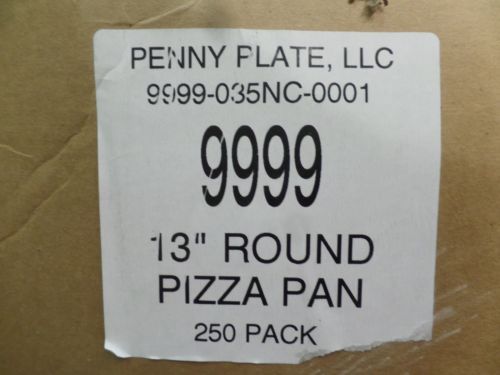 PENNY PLATE, LLC
9999-035NC-0001
9999
13" ROUND
PIZZA PAN
250 PACK